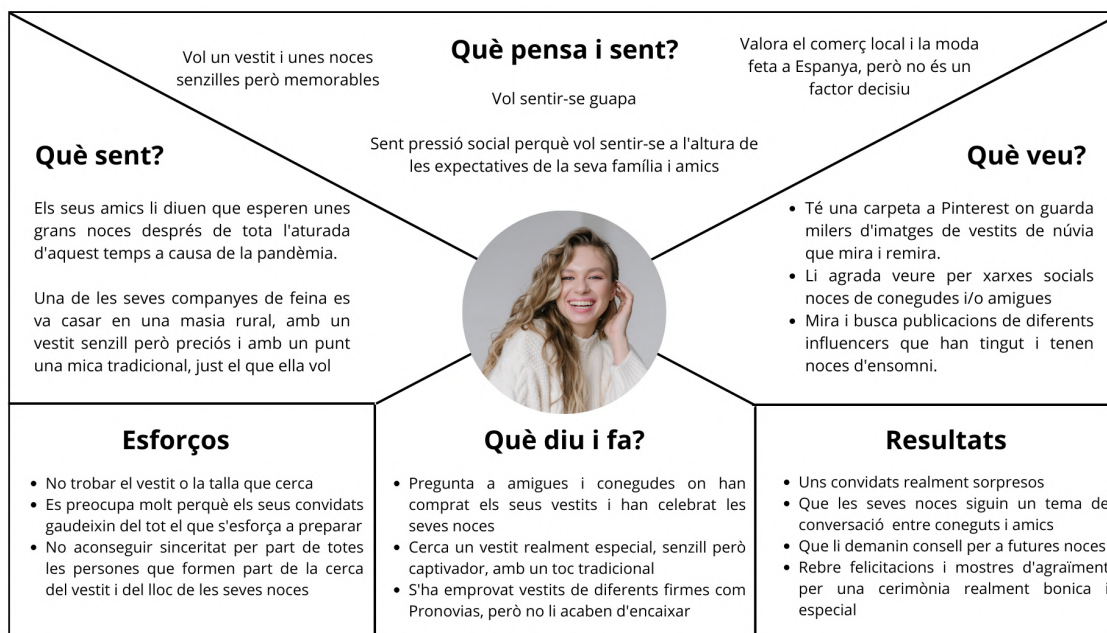 Què pensa i sent?
Vol un vestit i unes noces
senzilles però memorables
Vol sentir-se guapa
Sent pressió social perquè vol sentir-se a l'altura de
les expectatives de la seva família i amics
Valora el comerç local i la moda
feta a Espanya, però no és un
factor decisiu
Què sent?
Els seus amics li diuen que esperen unes
grans noces després de tota l'aturada
d'aquest temps a causa de la pandèmia.
Una de les seves companyes de feina es
va casar en una masia rural, amb un
vestit senzill però preciós i amb un punt
una mica tradicional, just el que ella vol
Què veu?
• Té una carpeta a Pinterest on guarda
milers d'imatges de vestits de núvia
que mira i remira.
• Li agrada veure per xarxes socials
noces de conegudes i/o amigues
• Mira i busca publicacions de diferents
influencers que han tingut i tenen
noces d'ensomni.
Esforços
• No trobar el vestit o la talla que cerca
• Es preocupa molt perquè els seus convidats
gaudeixin del tot el que s'esforça a preparar
• No aconseguir sinceritat per part de totes
les persones que formen part de la cerca
del vestit i del lloc de les seves noces
Què diu i fa?
• Pregunta a amigues i conegudes on han
comprat els seus vestits i han celebrat les
seves noces
• Cerca un vestit realment especial, senzill però
captivador, amb un toc tradicional
• S'ha emprovat vestits de diferents firmes com
Pronovias, però no li acaben d'encaixar
Resultats
• Uns convidats realment sorpresos
• Que les seves noces siguin un tema de
conversació entre coneguts i amics
• Que li demanin consell per a futures noces
• Rebre felicitacions i mostres d'agraïment
per una cerimònia realment bonica i
especial